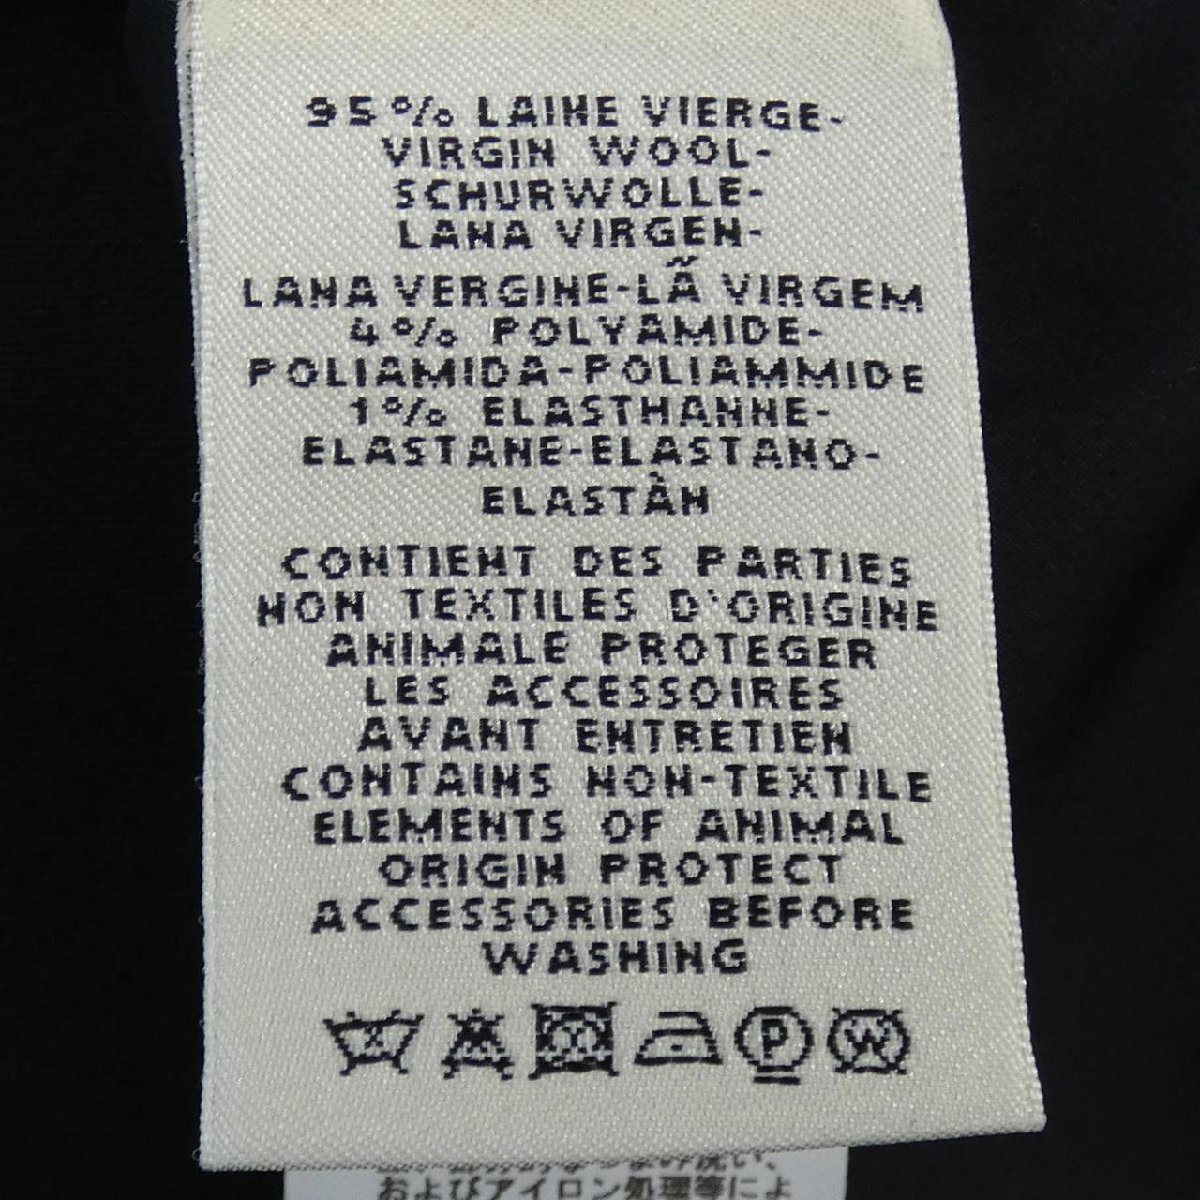 95% LAINE VIERGE-
VIRGIN WOOL-
SCHURWOLLE-
LANA VIRGEN-
LANA VERGINE-LÃ VIRGEM
4% POLYAMIDE-
POLIAMIDA-POLIAMMIDE
1% ELASTHANNE-
ELASTANE-ELASTANO-
ELASTÀN
CONTIENT DES PARTIES
NON TEXTILES D'ORIGINE
ANIMALE PROTEGER
LES ACCESSOIRES
AVANT ENTRETIEN
CONTAINS NON-TEXTILE
ELEMENTS OF ANIMAL
ORIGIN PROTECT
ACCESSORIES BEFORE
WASHING
P W
およびアイロン処理等によ